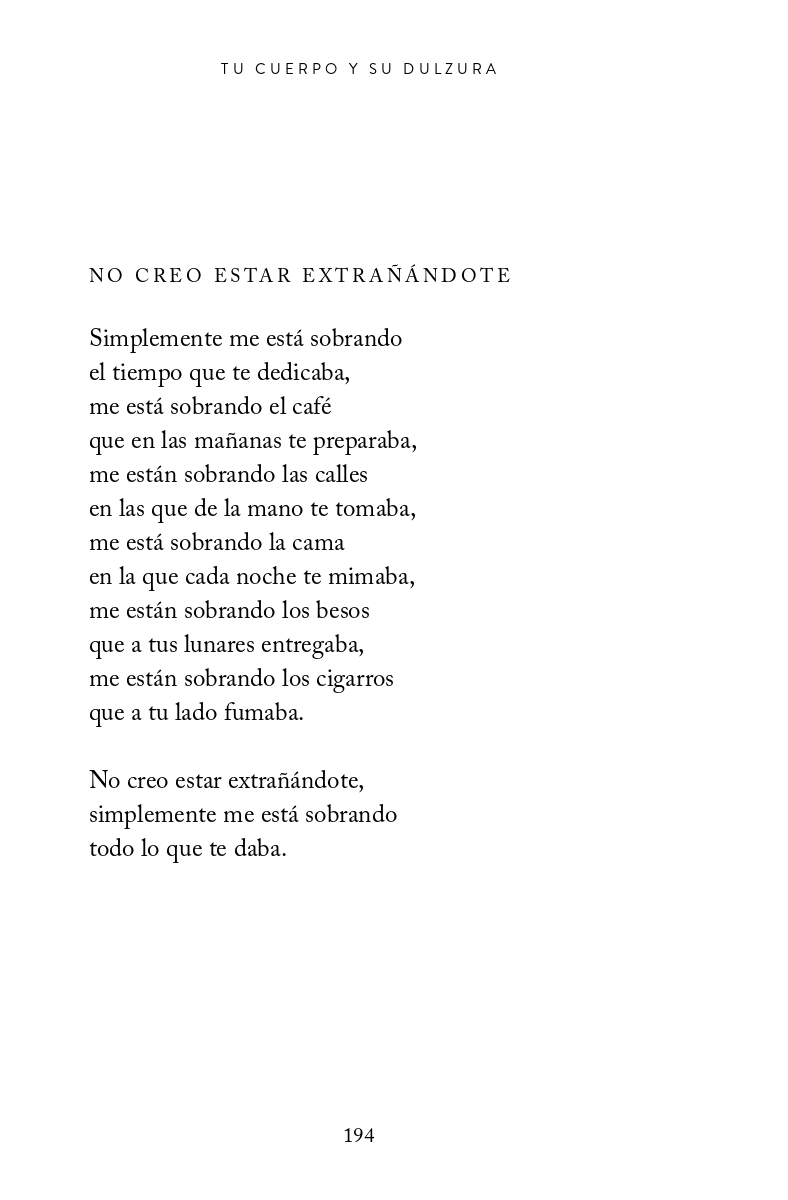 TU CUERPO Y SU DULZURA
NO CREO ESTAR EXTRAÑÁNDOTE
Simplemente me está sobrando
el tiempo que te dedicaba,
me está sobrando el café
que en las mañanas te preparaba,
me están sobrando las calles
en las que de la mano te tomaba,
me está sobrando la cama
en la que cada noche te mimaba,
me están sobrando los besos
que a tus lunares entregaba,
me están sobrando los cigarros
que a tu lado fumaba.
No creo estar extrañándote,
simplemente me está sobrando
todo lo que te daba.
194